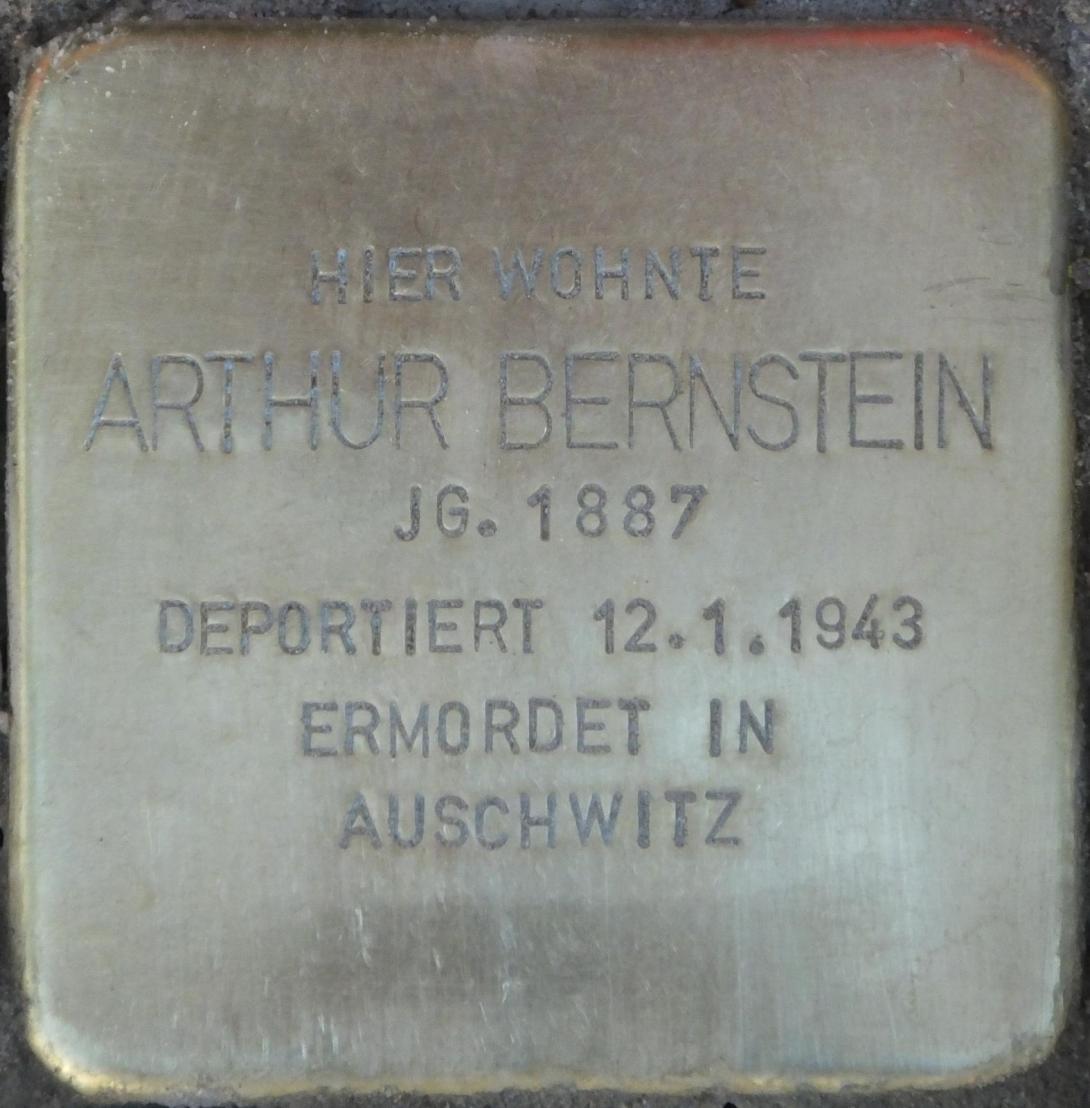 HIER WOHNTE
ARTHUR BERNSTEIN
JG. 1887
DEPORTIERT 12.1.1943
ERMORDET IN
AUSCHWITZ